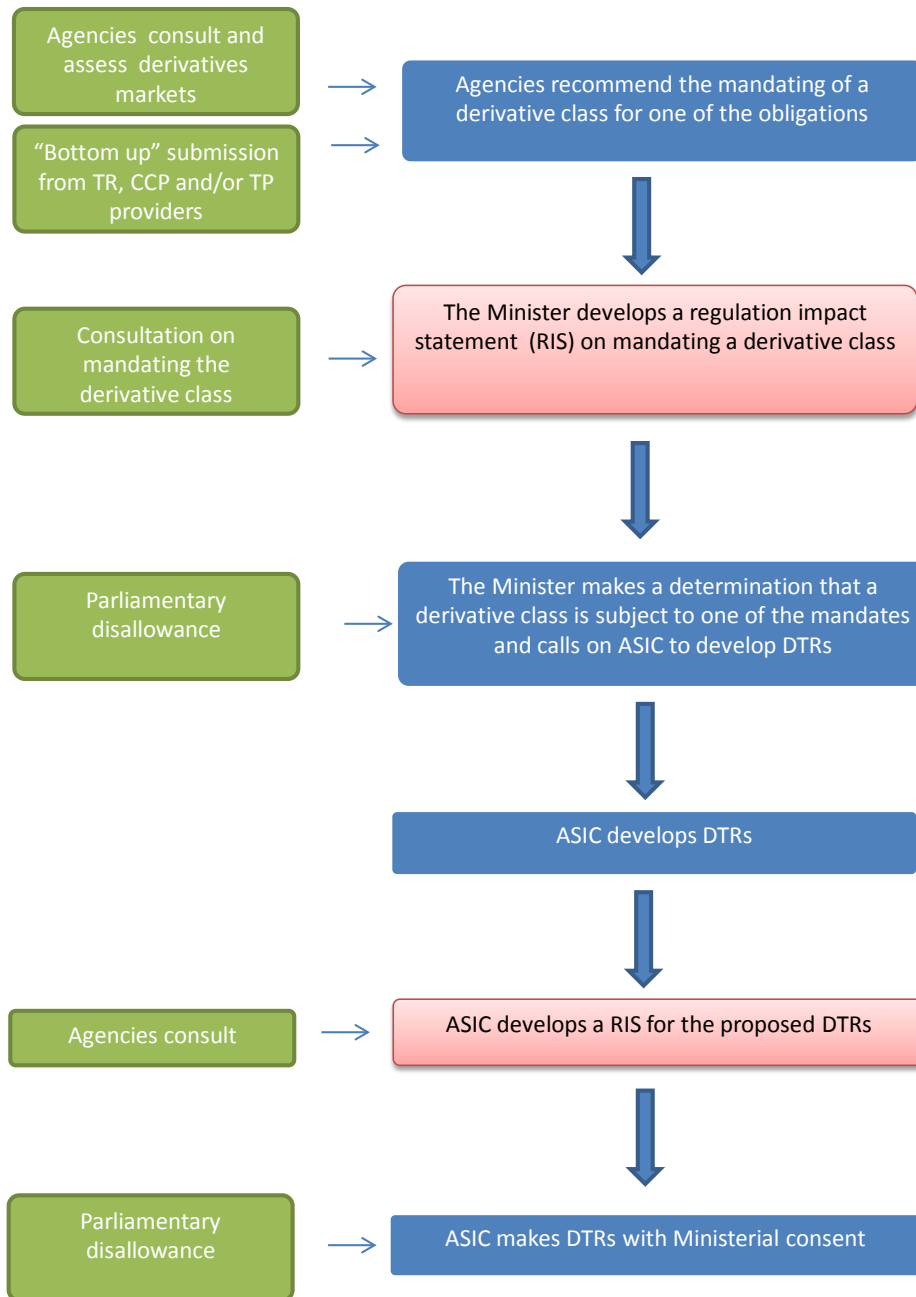 Agencies consult and
assess derivatives
markets
Agencies recommend the mandating of a
derivative class for one of the obligations
“Bottom up” submission
from TR, CCP and/or TP
providers
The Minister develops a regulation impact
statement (RIS) on mandating a derivative class
Consultation on
mandating the
derivative class
Parliamentary
disallowance
The Minister makes a determination that a
derivative class is subject to one of the mandates
and calls on ASIC to develop DTRs
ASIC develops DTRs
Agencies consult
ASIC develops a RIS for the proposed DTRs
Parliamentary
disallowance
ASIC makes DTRs with Ministerial consent